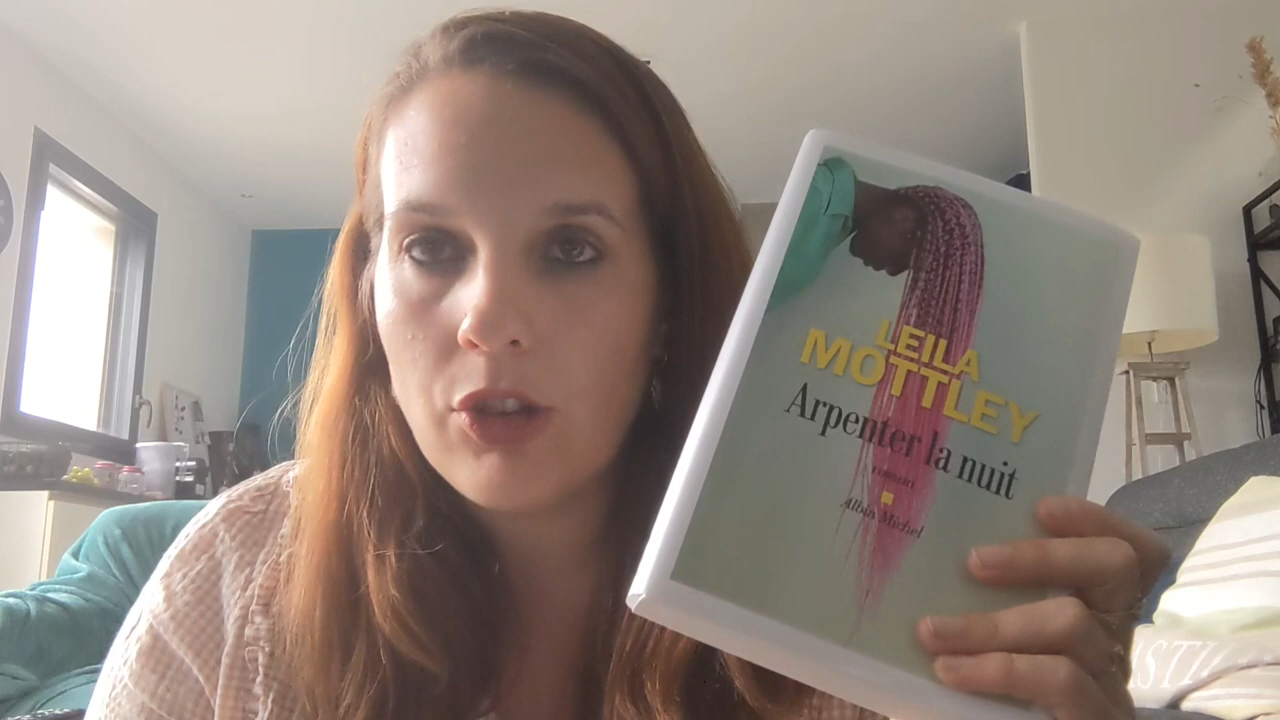 LEILA
MOTTLEY
Arpenter la nuit
roman
Albin Michel